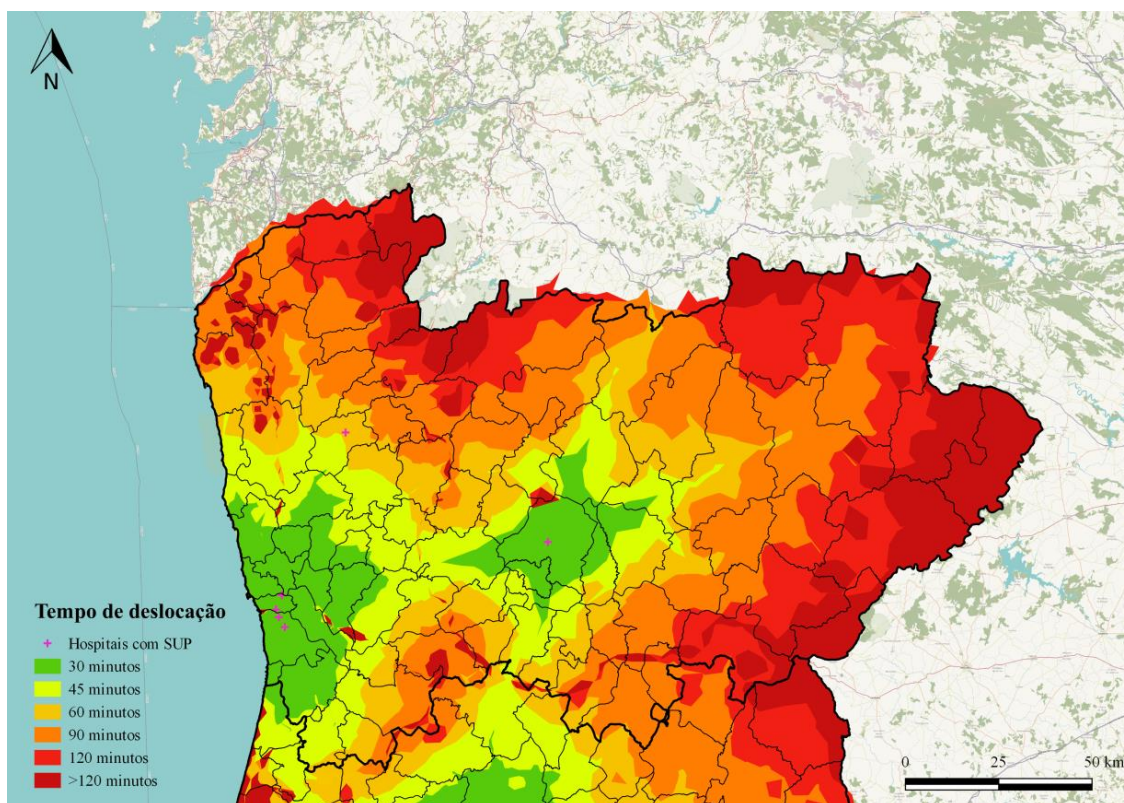 N
Tempo de deslocação
Hospitais com SUP
30 minutos
45 minutos
60 minutos
90 minutos
120 minutos
>120 minutos
0 25 50 km